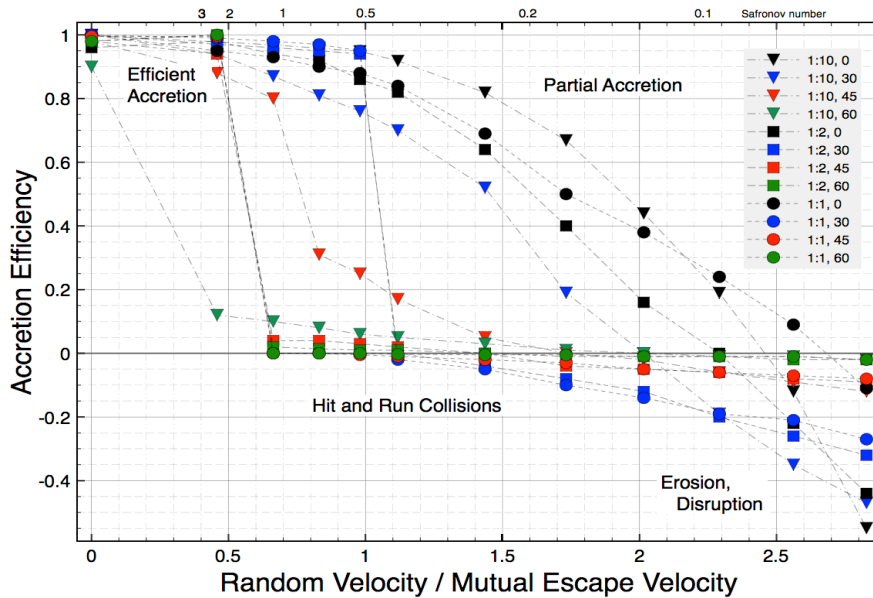 3 2 1 0.5 0.2 0.1 Safronov number
1
0.8
0.6
0.4
0.2
0
-0.2
-0.4
Accretion Efficiency
Efficient
Accretion
Partial Accretion
Hit and Run Collisions
Erosion,
Disruption
1:10, 0
1:10, 30
1:10, 45
1:10, 60
1:2, 0
1:2, 30
1:2, 45
1:2, 60
1:1, 0
1:1, 30
1:1, 45
1:1, 60
0 0.5 1 1.5 2 2.5
Random Velocity / Mutual Escape Velocity